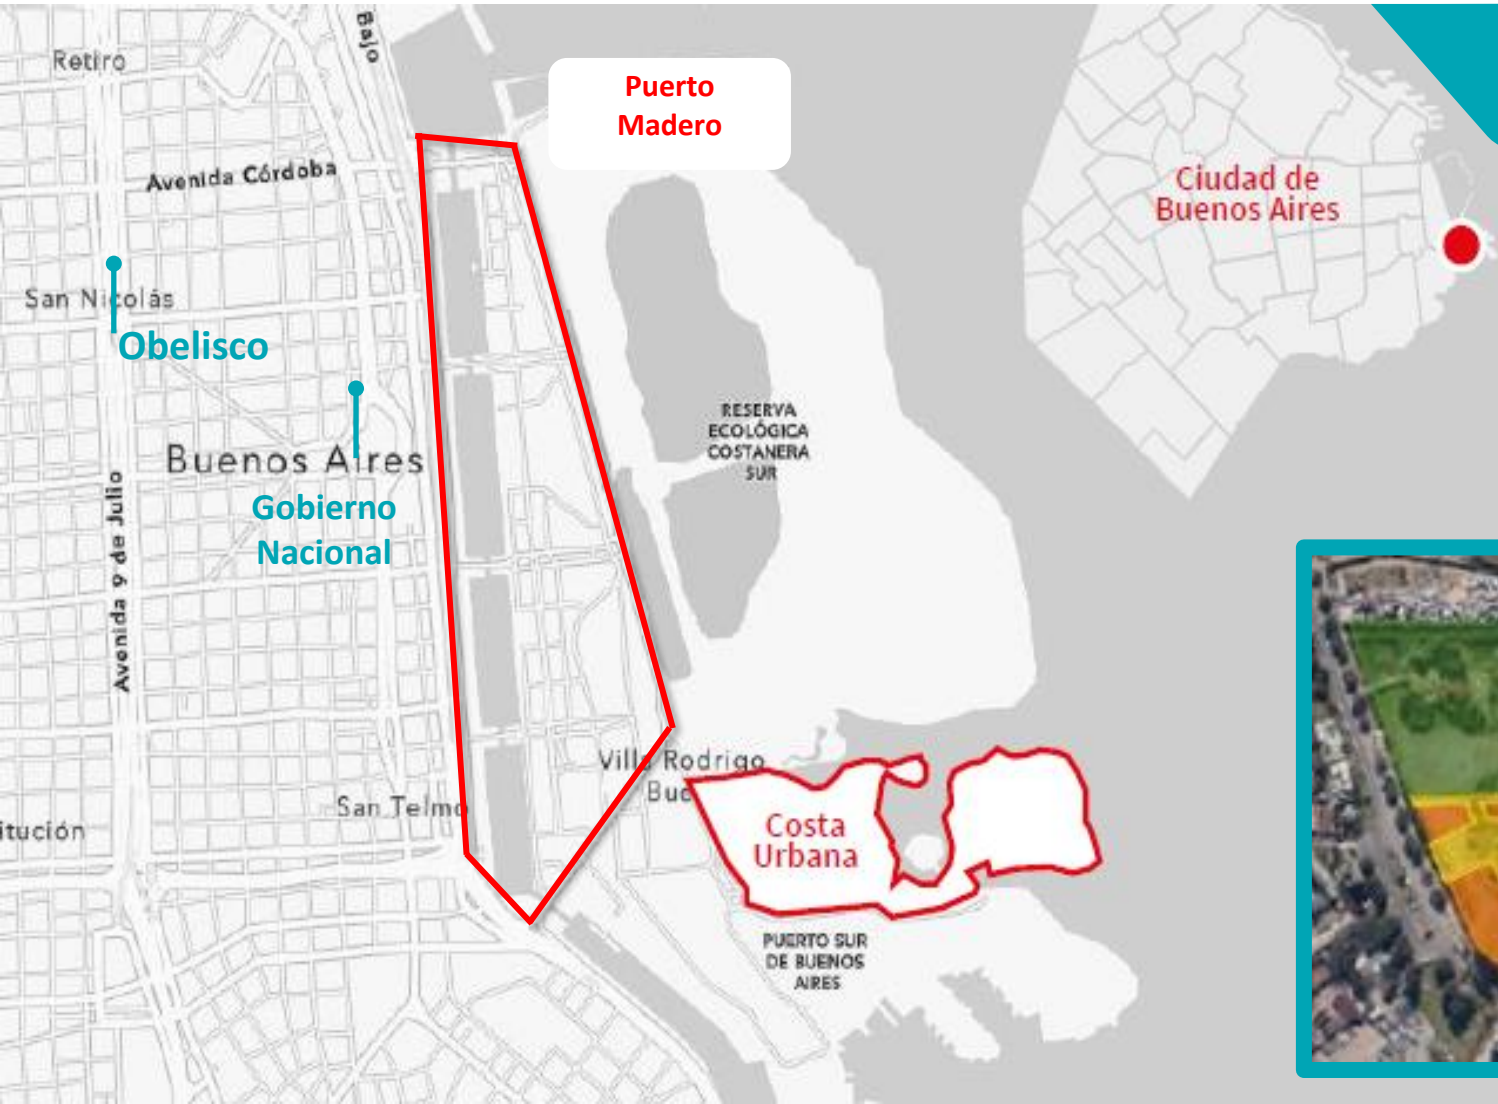 Retiro
Bajo
Puerto
Madero
Avenida Córdoba
Ciudad de
Buenos Aires
San Nicolás
Obelisco
RESERVA
ECOLÓGICA
COSTANERA
SUR
Buenos Aires
Avenida 9 de Julio
Gobierno
Nacional
Villa Rodrigo
Bue
San Telmo
itución
Costa
Urbana
PUERTO SUR
DE BUENOS
AIRES